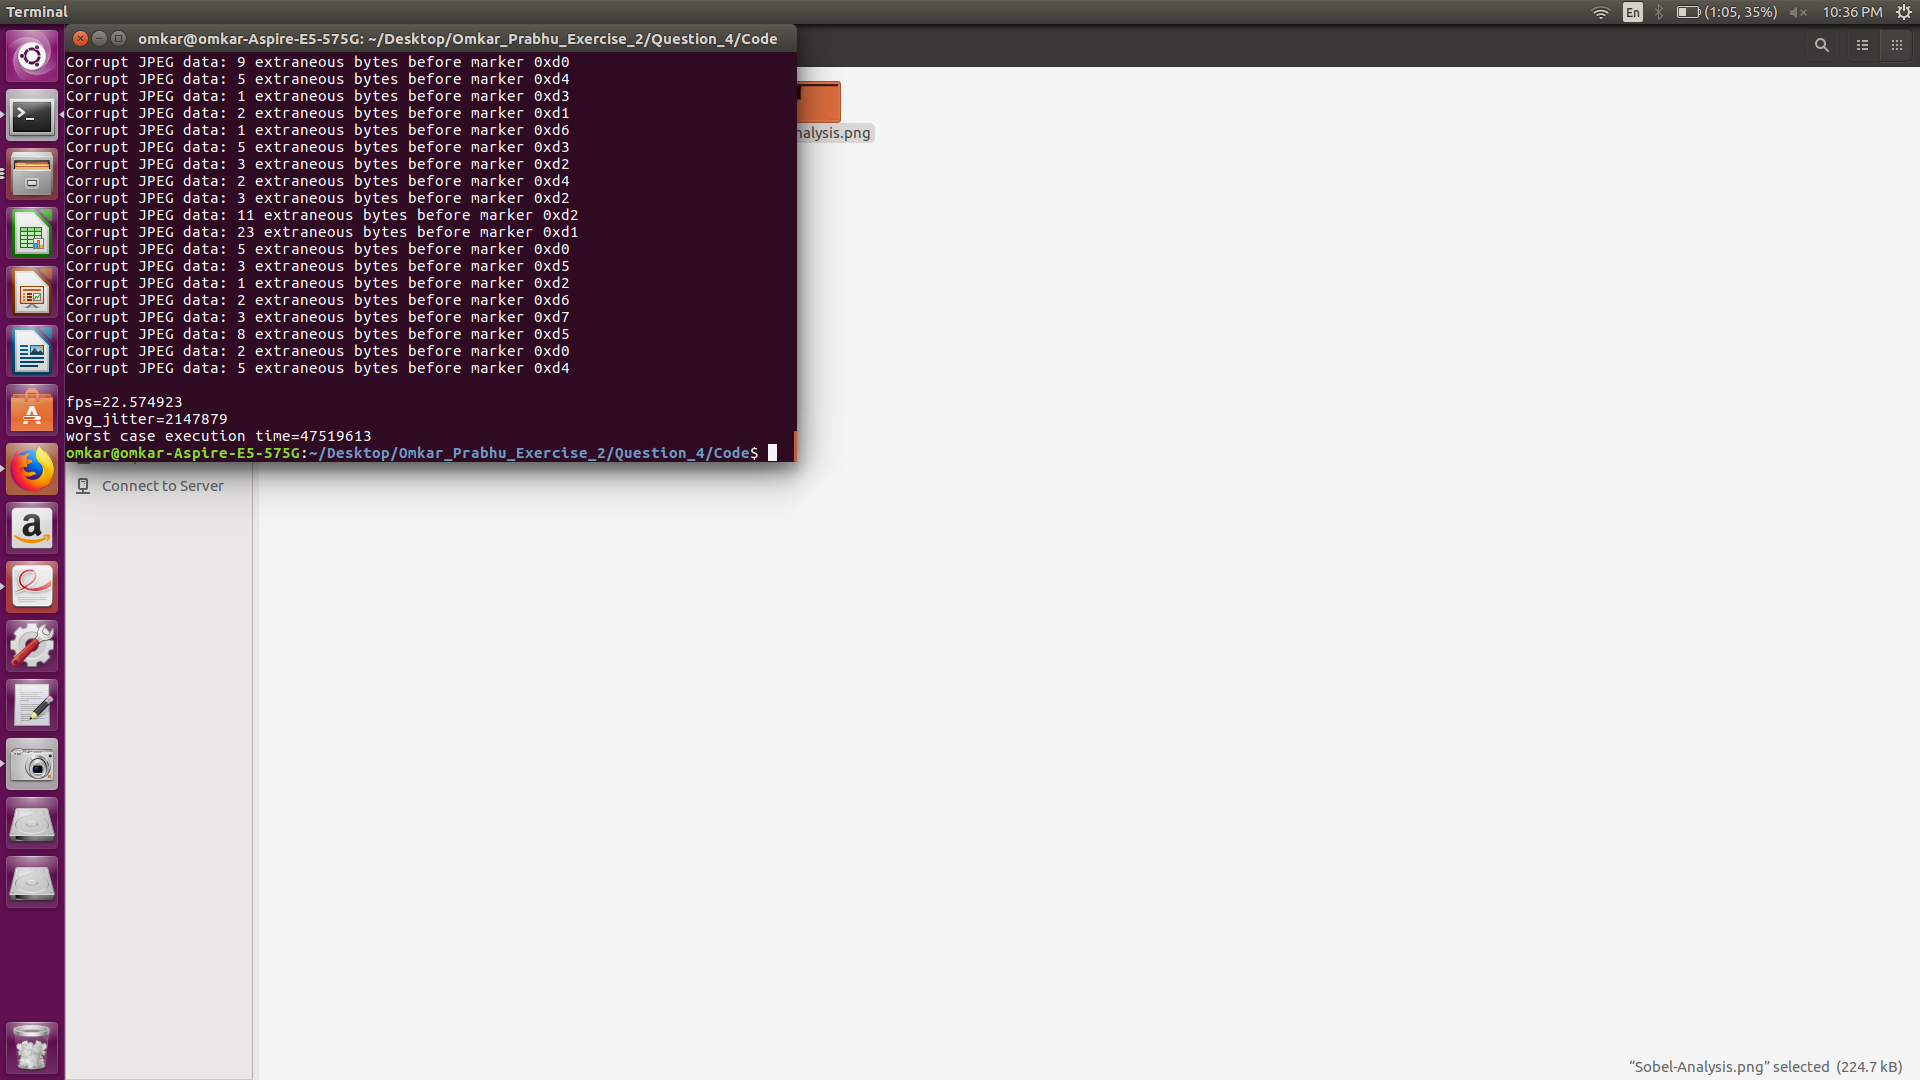 Terminal
En
(1:05, 35%)
10:36 PM
omkar@omkar-Aspire-E5-575G: ~/Desktop/Omkar_Prabhu_Exercise_2/Question_4/Code
Corrupt JPEG data: 9 extraneous bytes before marker 0xd0
Corrupt JPEG data: 5 extraneous bytes before marker 0xd4
Corrupt JPEG data: 1 extraneous bytes before marker 0xd3
Corrupt JPEG data: 2 extraneous bytes before marker 0xd1
Corrupt JPEG data: 1 extraneous bytes before marker 0xd6
Corrupt JPEG data: 5 extraneous bytes before marker 0xd3
Corrupt JPEG data: 3 extraneous bytes before marker 0xd2
Corrupt JPEG data: 2 extraneous bytes before marker 0xd4
Corrupt JPEG data: 3 extraneous bytes before marker 0xd2
Corrupt JPEG data: 11 extraneous bytes before marker 0xd2
Corrupt JPEG data: 23 extraneous bytes before marker 0xd1
Corrupt JPEG data: 5 extraneous bytes before marker 0xd0
Corrupt JPEG data: 3 extraneous bytes before marker 0xd5
Corrupt JPEG data: 1 extraneous bytes before marker 0xd2
Corrupt JPEG data: 2 extraneous bytes before marker 0xd6
Corrupt JPEG data: 3 extraneous bytes before marker 0xd7
Corrupt JPEG data: 8 extraneous bytes before marker 0xd5
Corrupt JPEG data: 2 extraneous bytes before marker 0xd0
Corrupt JPEG data: 5 extraneous bytes before marker 0xd4
fps=22.574923
avg_jitter=2147879
worst case execution time=47519613
omkar@omkar-Aspire-E5-575G:~/Desktop/Omkar_Prabhu_Exercise_2/Question_4/Code$
nalysis.png
Connect to Server
“Sobel-Analysis.png” selected (224.7 kB)